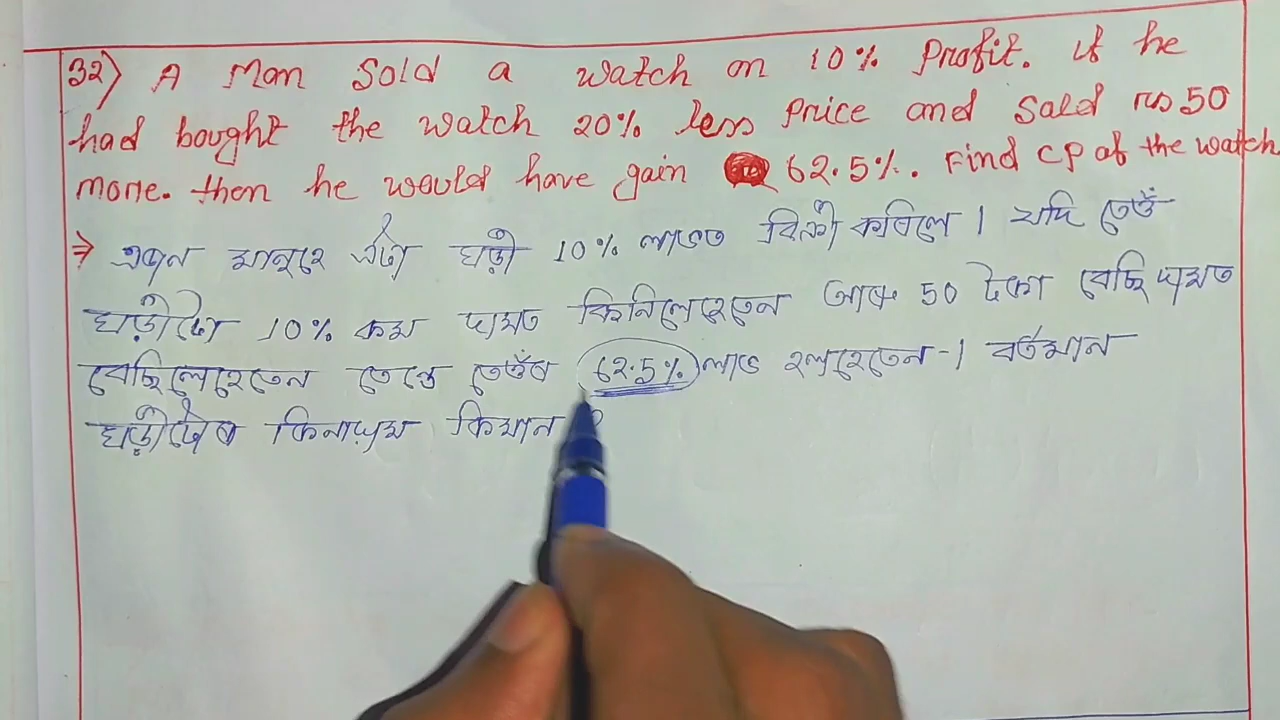 32) A Man Sold a watch on 10% Profit. if he
had bought the watch 20% less Price and Sold rs 50
more. then he would have gain 62.5%. Find CP of the watch
⇒ এজন মানুহে এটা ঘড়ী 10% লাভত বিক্ৰী কৰিলে। যদি তেওঁ
ঘড়ীটো 10% কম দামত কিনিলেহেতেন আৰু 50 টকা বেছি দামত
বেছিলেহেতেন তেন্তে তেওঁৰ 62.5% লাভ হলহেতেন। বৰ্তমান
ঘড়ীটোৰ কিনাদাম কিমান ?